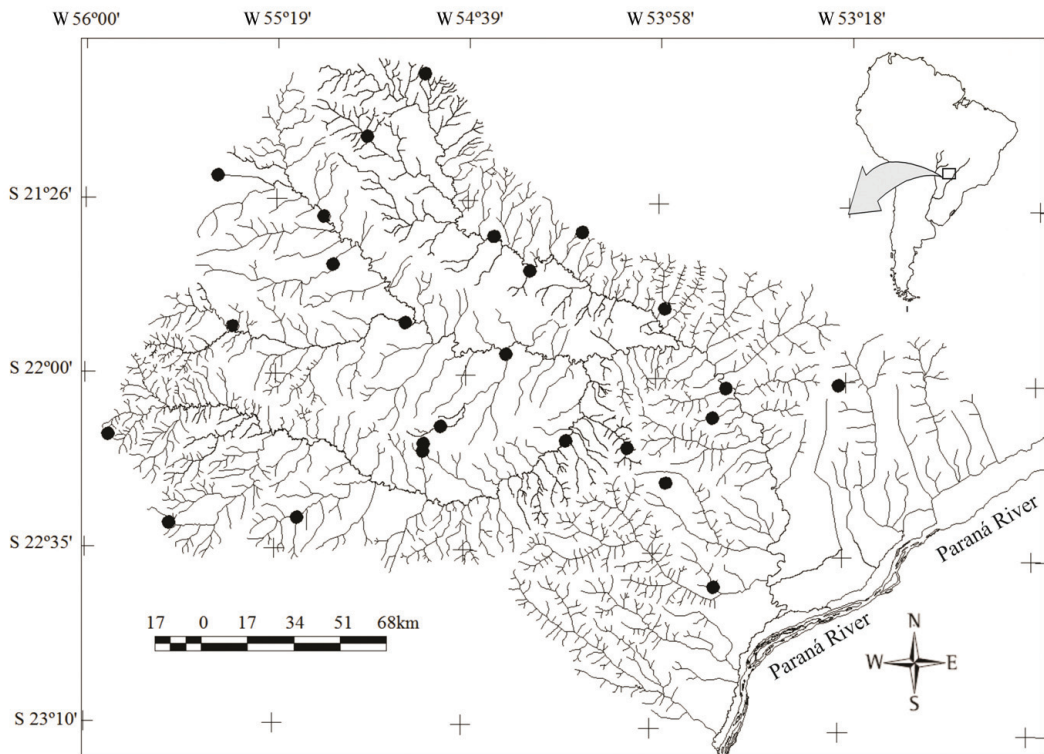 W 56º00' W 55º19' W 54º39' W 53º58' W 53º18'
S 21º26'
S 22º00'
S 22º35'
S 23º10'
17 0 17 34 51 68km
Paraná River
Paraná River
N
W E
S